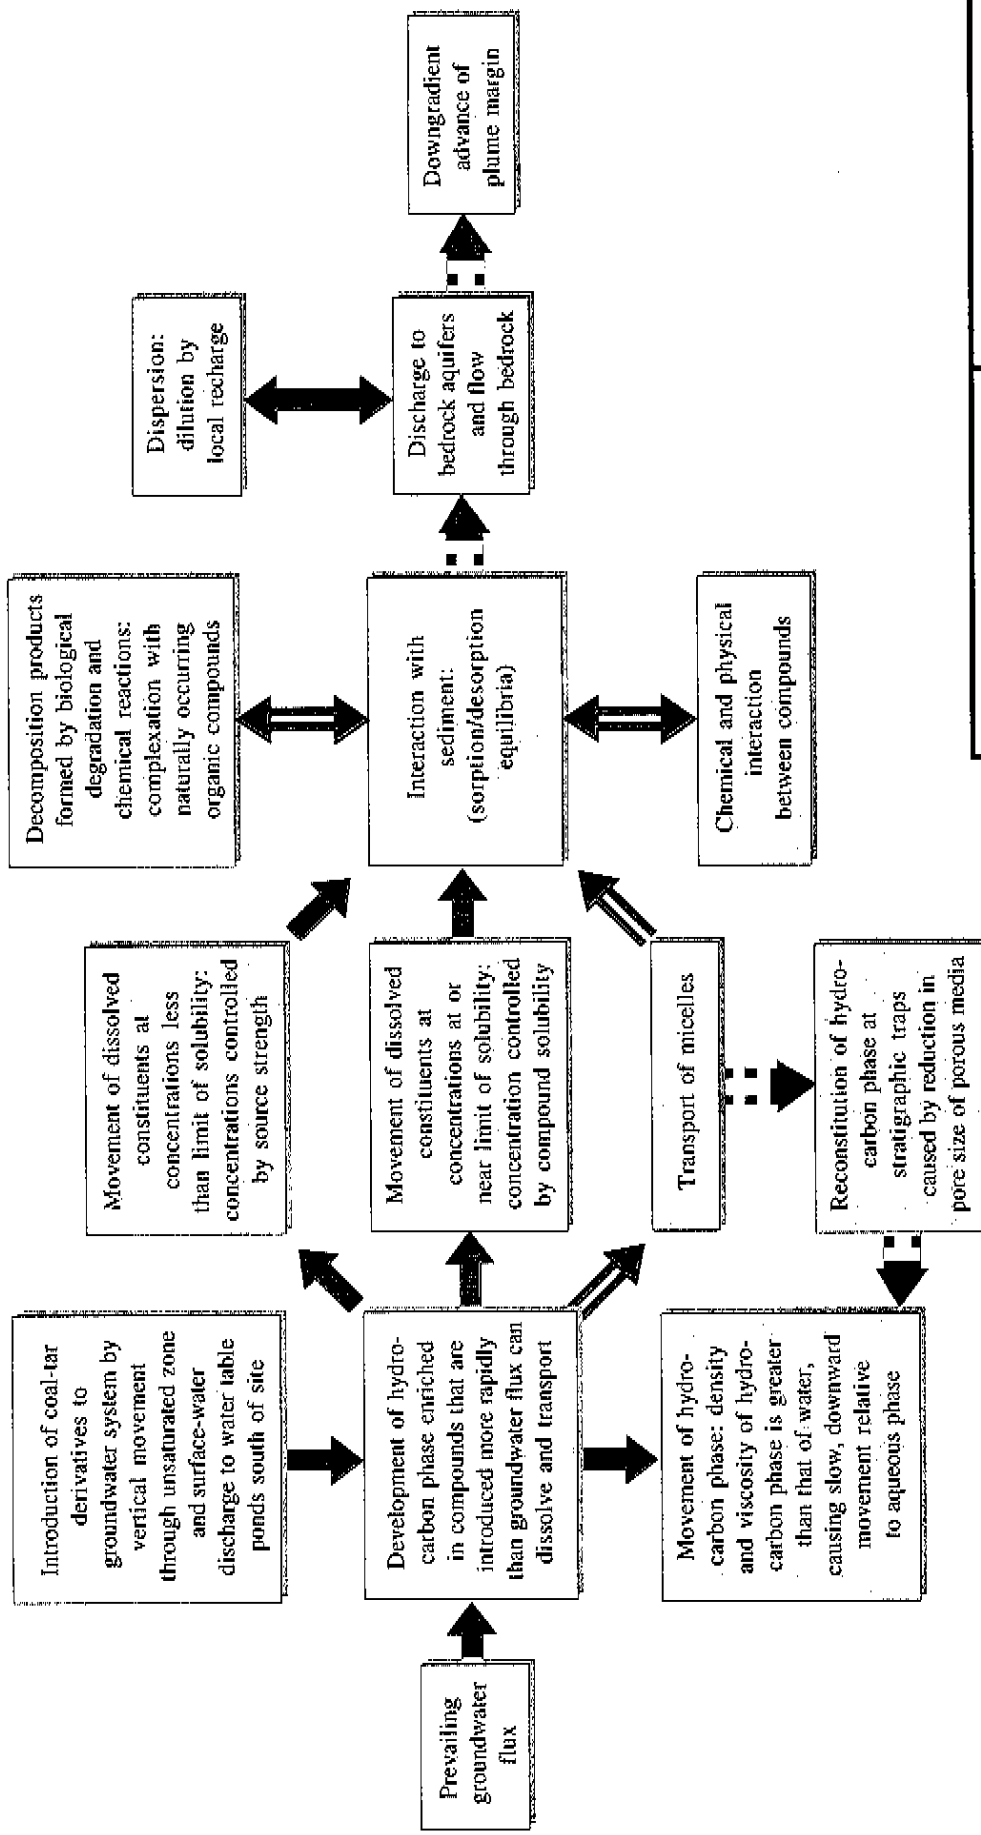 Prevailing
groundwater
flux
Introduction of coal-tar
derivatives to
groundwater system by
vertical movement
through unsaturated zone
and surface-water
discharge to water table
ponds south of site
Development of hydro-
carbon phase enriched
in compounds that are
introduced more rapidly
than groundwater flux can
dissolve and transport
Movement of hydro-
carbon phase: density
and viscosity of hydro-
carbon phase is greater
than that of water,
causing slow, downward
movement relative
to aqueous phase
Movement of dissolved
constituents at
concentrations less
than limit of solubility:
concentrations controlled
by source strength
Movement of dissolved
constituents at
concentrations at or
near limit of solubility:
concentration controlled
by compound solubility
Transport of micelles
Reconstitution of hydro-
carbon phase at
stratigraphic traps
caused by reduction in
pore size of porous media
Decomposition products
formed by biological
degradation and
chemical reactions:
complexation with
naturally occurring
organic compounds
Interaction with
sediment:
(sorption/desorption
equilibria)
Chemical and physical
interaction
between compounds
Dispersion:
dilution by
local recharge
Discharge to
bedrock aquifers
and flow
through bedrock
Downgradient
advance of
plume margin